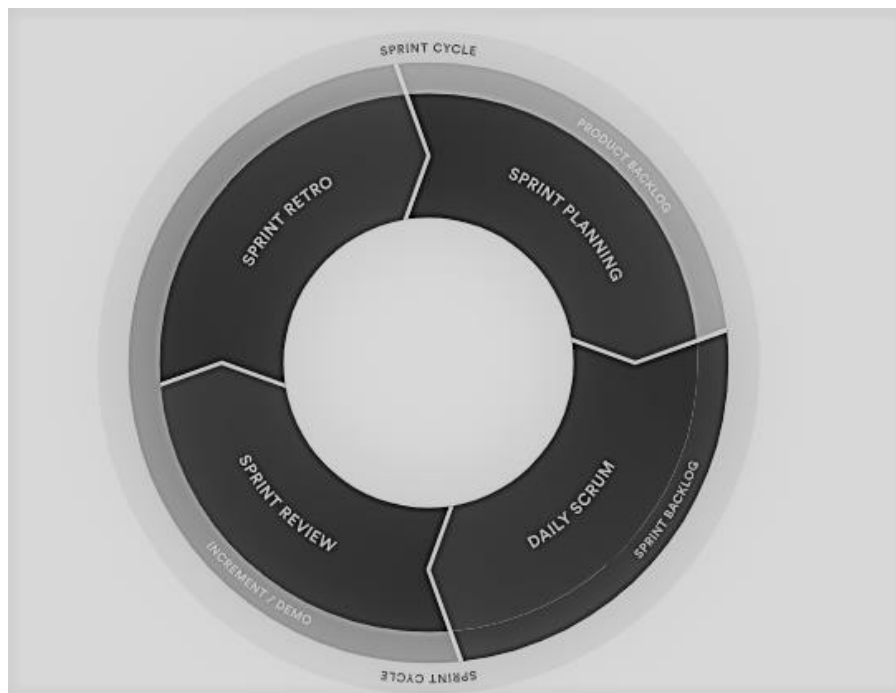 SPRINT CYCLE
PRODUCT BACKLOG
SPRINT RETRO
SPRINT PLANNING
SPRINT REVIEW
DAILY SCRUM
SPRINT BACKLOG
INCREMENT / DEMO
SPRINT CYCLE